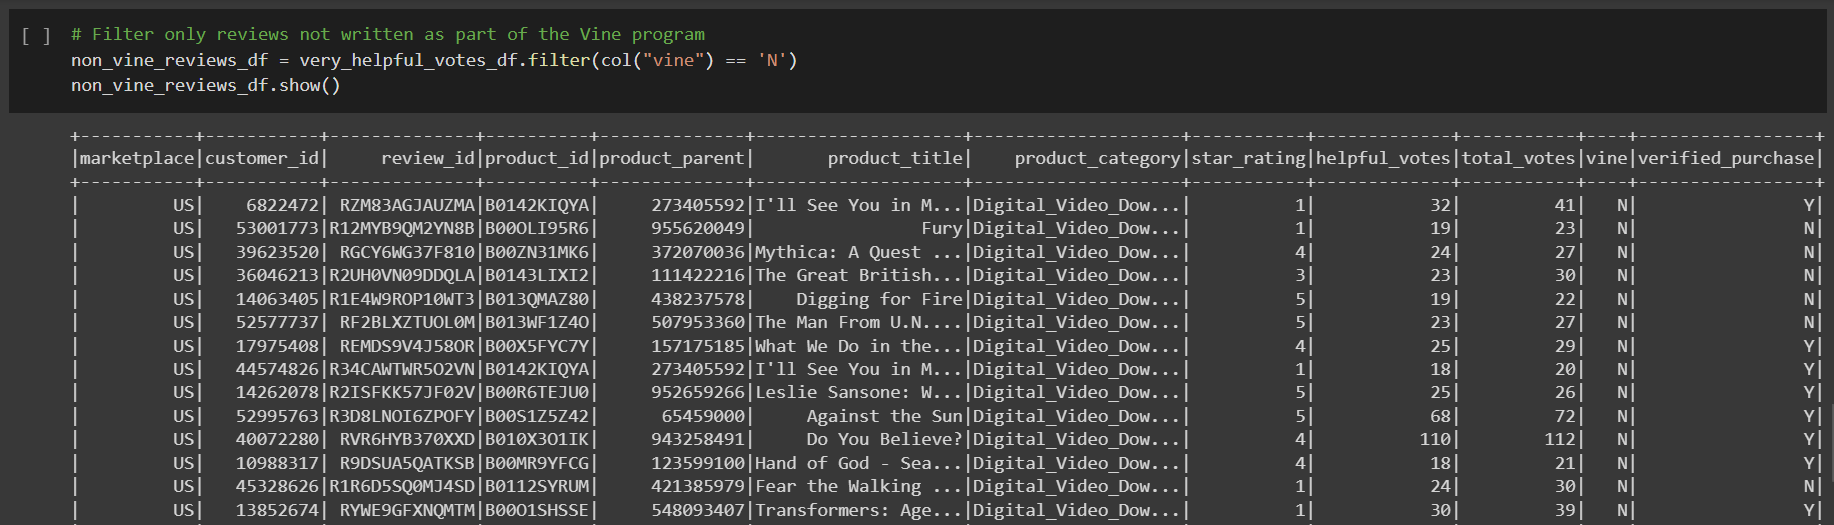 [ ] # Filter only reviews not written as part of the Vine program
non_vine_reviews_df = very_helpful_votes_df.filter(col("vine") == 'N')
non_vine_reviews_df.show()
+-----------+-----------+--------------+----------+--------------+--------------------+--------------------+-----------+-------------+-----------+----+-----------------+
|marketplace|customer_id|     review_id|product_id|product_parent|       product_title|    product_category|star_rating|helpful_votes|total_votes|vine|verified_purchase|
+-----------+-----------+--------------+----------+--------------+--------------------+--------------------+-----------+-------------+-----------+----+-----------------+
|         US|    6822472| RZM83AGJAUZMA|B0142KIQYA|     273405592|I'll See You in M...|Digital_Video_Dow...|          1|           32|         41|   N|                Y|
|         US|   53001773|R12MYB9QM2YN8B|B00OLI95R6|     955620049|                Fury|Digital_Video_Dow...|          1|           19|         23|   N|                N|
|         US|   39623520| RGCY6WG37F810|B00ZN31MK6|     372070036|Mythica: A Quest ...|Digital_Video_Dow...|          4|           24|         27|   N|                N|
|         US|   36046213|R2UH0VN09DDQLA|B0143LIXI2|     111422216|The Great British...|Digital_Video_Dow...|          3|           23|         30|   N|                N|
|         US|   14063405|R1E4W9ROP10WT3|B013QMAZ80|     438237578|    Digging for Fire|Digital_Video_Dow...|          5|           19|         22|   N|                N|
|         US|   52577737| RF2BLXZTUOL0M|B013WF1Z4O|     507953360|The Man From U.N....|Digital_Video_Dow...|          5|           23|         27|   N|                N|
|         US|   17975408| REMDS9V4J58OR|B00X5FYC7Y|     157175185|What We Do in the...|Digital_Video_Dow...|          4|           25|         29|   N|                Y|
|         US|   44574826|R34CAWTWR5O2VN|B0142KIQYA|     273405592|I'll See You in M...|Digital_Video_Dow...|          1|           18|         20|   N|                Y|
|         US|   14262078|R2ISFKK57JF02V|B00R6TEJU0|     952659266|Leslie Sansone: W...|Digital_Video_Dow...|          5|           25|         26|   N|                Y|
|         US|   52995763|R3D8LNOI6ZPOFY|B00S1Z5Z42|      65459000|     Against the Sun|Digital_Video_Dow...|          5|           68|         72|   N|                Y|
|         US|   40072280| RVR6HYB370XXD|B010X3O1IK|     943258491|     Do You Believe?|Digital_Video_Dow...|          4|          110|        112|   N|                Y|
|         US|   10988317| R9DSUA5QATKSB|B00MR9YFCG|     123599100|Hand of God - Sea...|Digital_Video_Dow...|          4|           18|         21|   N|                Y|
|         US|   45328626|R1R6D5SQ0MJ4SD|B0112SYRUM|     421385979|Fear the Walking ...|Digital_Video_Dow...|          1|           24|         30|   N|                N|
|         US|   13852674| RYWE9GFXNQMTM|B00O1SHSSE|     548093407|Transformers: Age...|Digital_Video_Dow...|          1|           30|         39|   N|                Y|